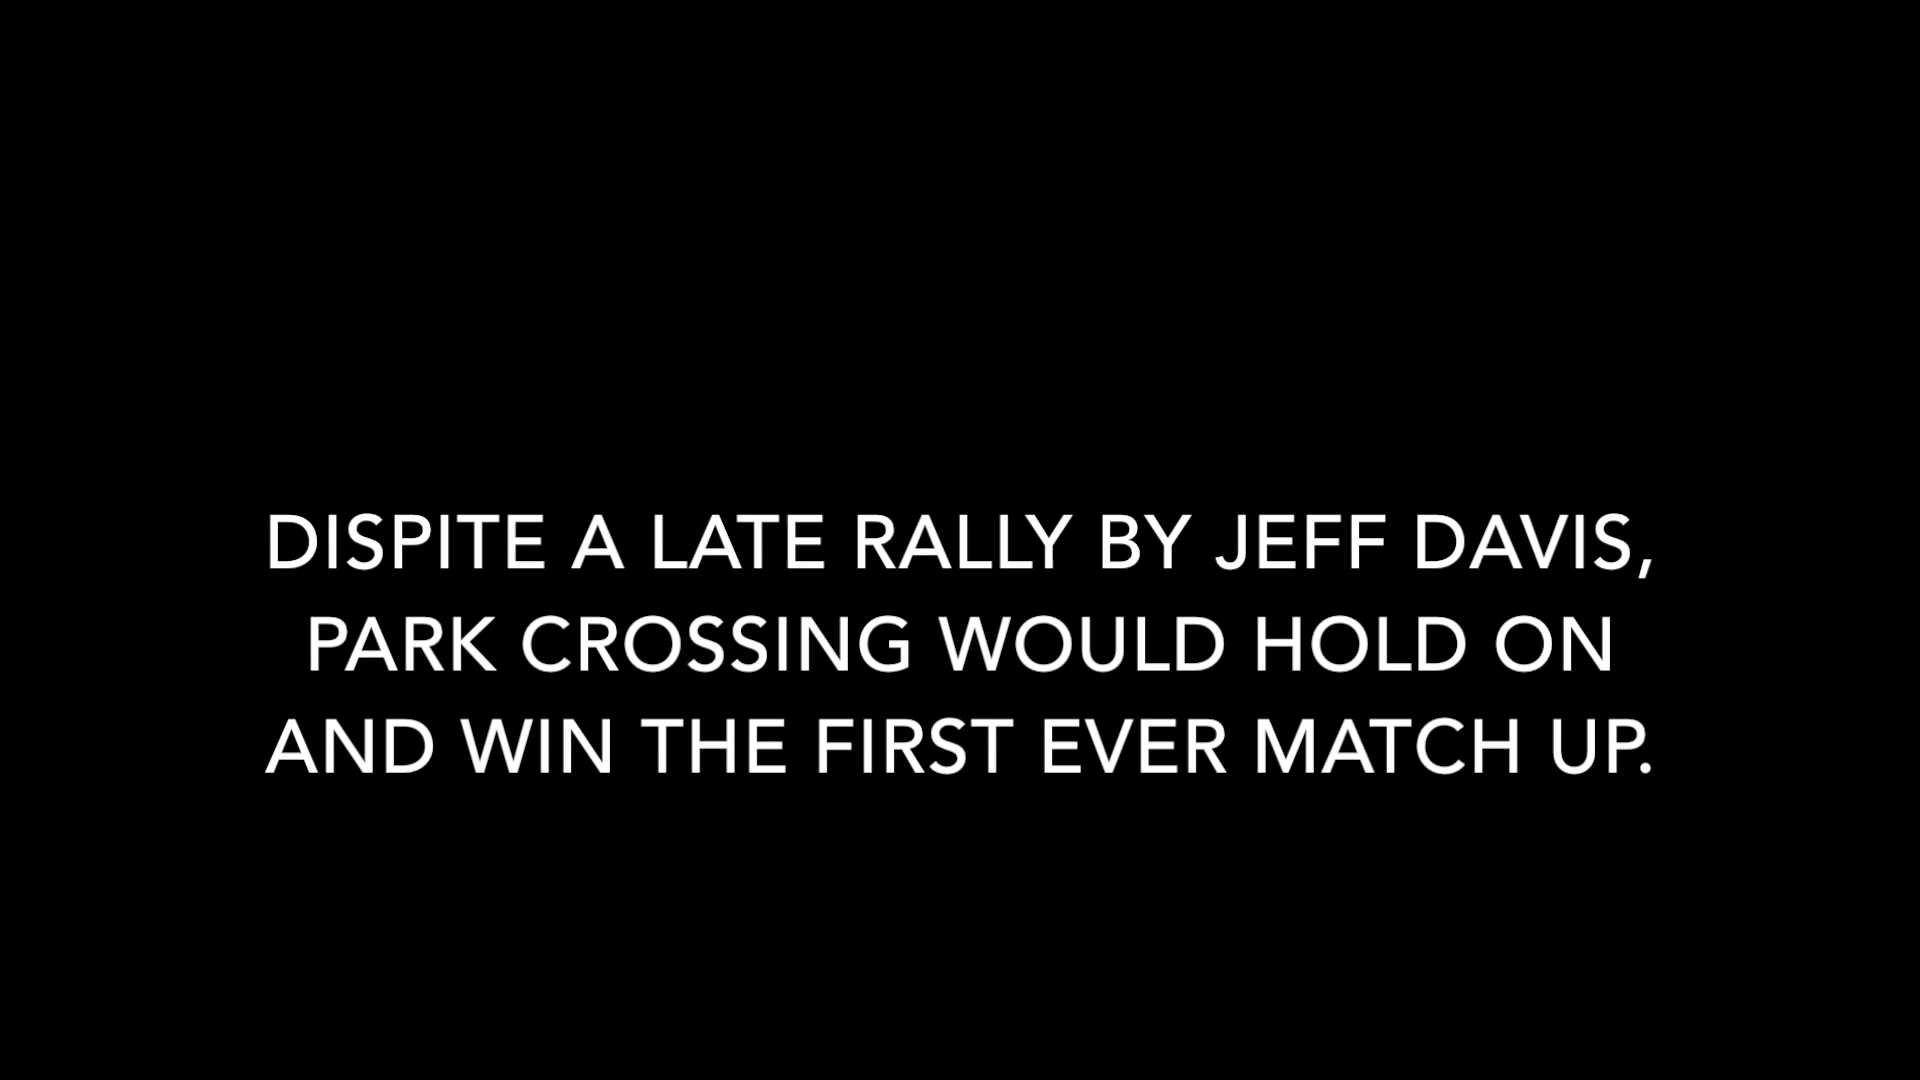 DISPITE A LATE RALLY BY JEFF DAVIS,
PARK CROSSING WOULD HOLD ON
AND WIN THE FIRST EVER MATCH UP.